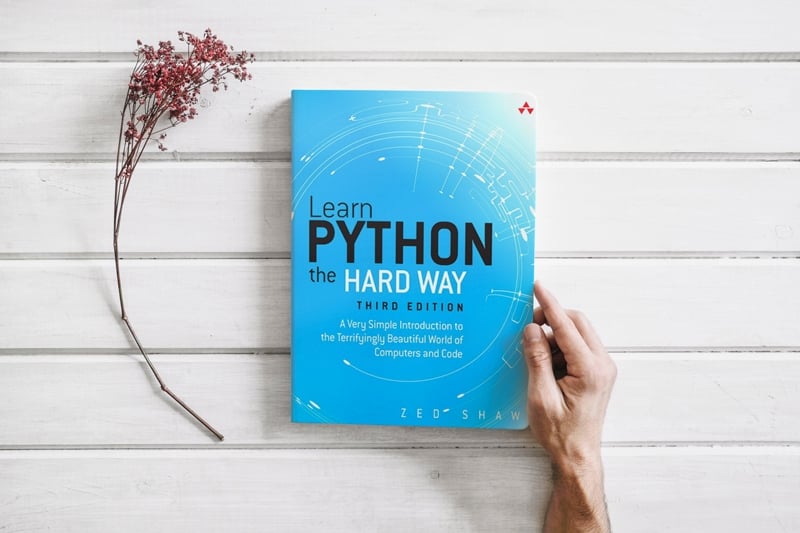 Learn
PYTHON
the HARD WAY
THIRD EDITION
A Very Simple Introduction to
the Terrifyingly Beautiful World of
Computers and Code
ZED SHAW